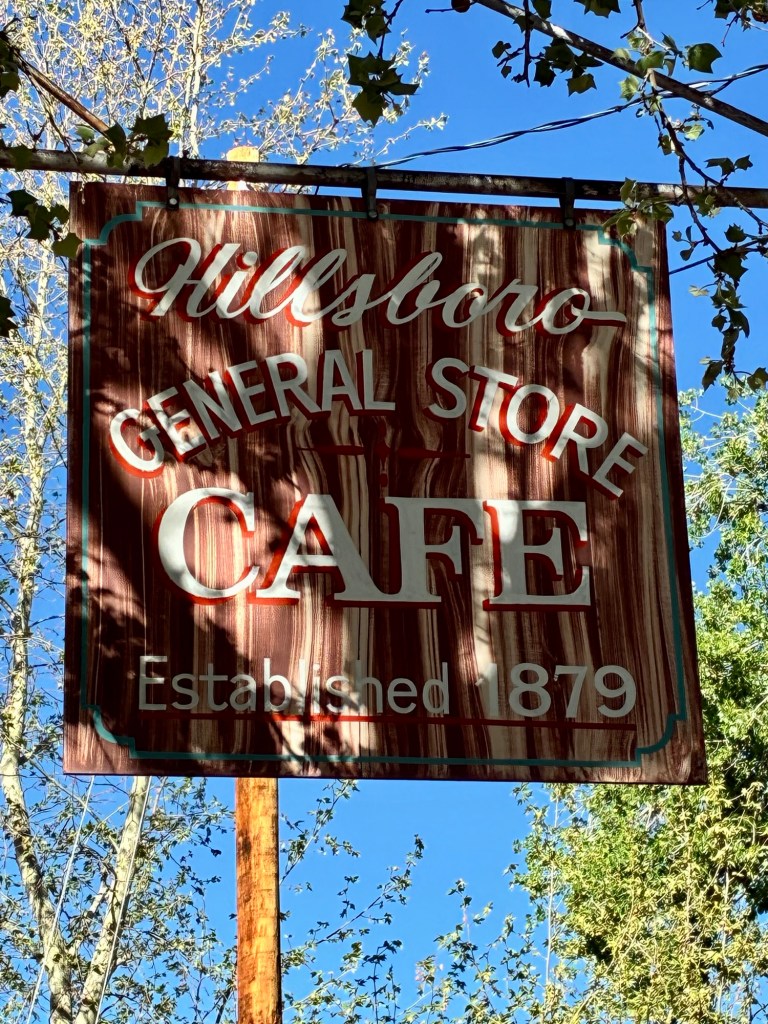 Hillsboro
GENERAL STORE
CAFE
Established 1879